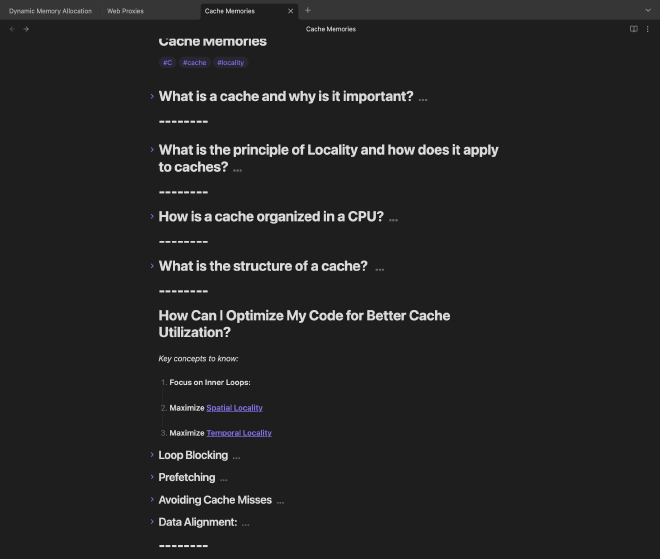 Dynamic Memory Allocation Web Proxies Cache Memories
Cache Memories
Cache Memories
#C #cache #locality
What is a cache and why is it important? ...
--------
What is the principle of Locality and how does it apply
to caches? ...
--------
How is a cache organized in a CPU? ...
--------
What is the structure of a cache? ...
--------
How Can I Optimize My Code for Better Cache
Utilization?
Key concepts to know:
1. Focus on Inner Loops:
2. Maximize Spatial Locality
3. Maximize Temporal Locality
Loop Blocking ...
Prefetching ...
Avoiding Cache Misses ...
Data Alignment: ...
--------